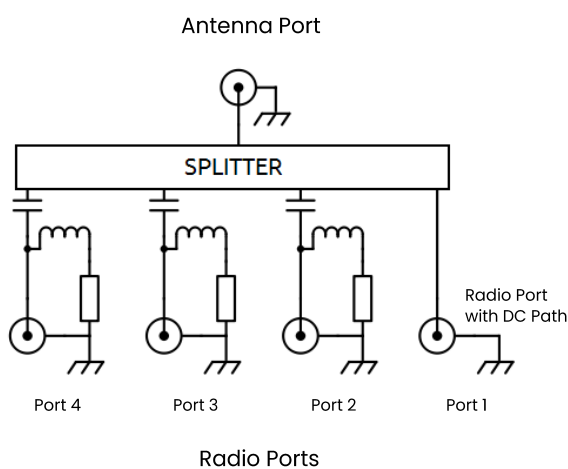 Antenna Port
SPLITTER
Radio Port
with DC Path
Port 4
Port 3
Port 2
Port 1
Radio Ports